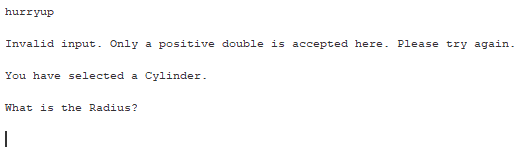 hurryup
Invalid input. Only a positive double is accepted here. Please try again.
You have selected a Cylinder.
What is the Radius?